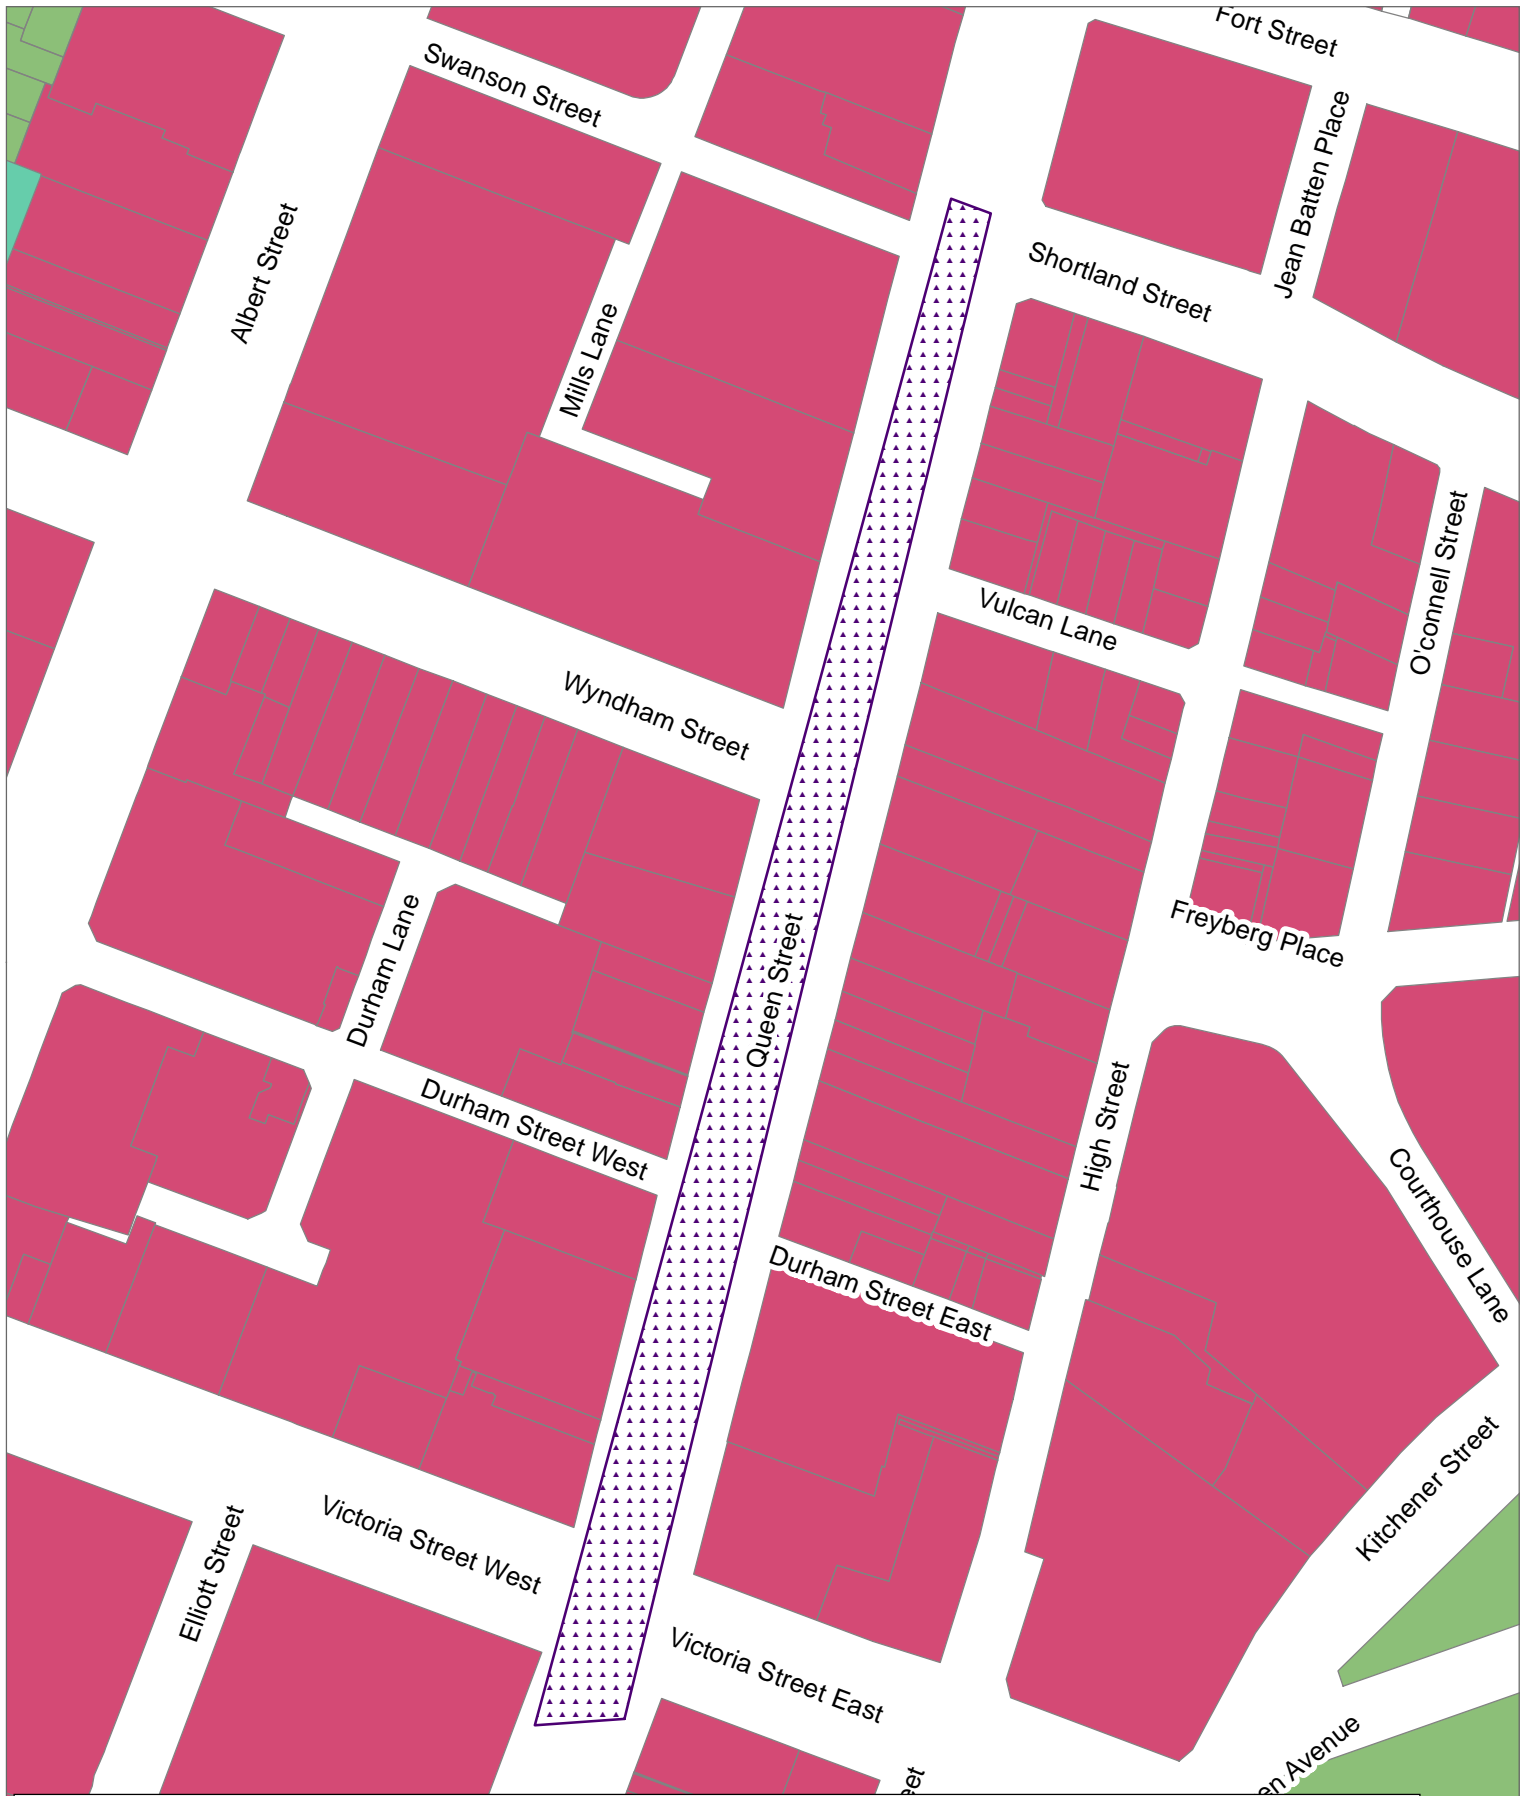 Fort Street
Swanson Street
Jean Batten Place
Albert Street
Shortland Street
Mills Lane
O'connell Street
Vulcan Lane
Wyndham Street
Freyberg Place
Durham Lane
Queen Street
High Street
Durham Street West
Courthouse Lane
Durham Street East
Kitchener Street
Victoria Street West
Elliott Street
Victoria Street East
Avenue